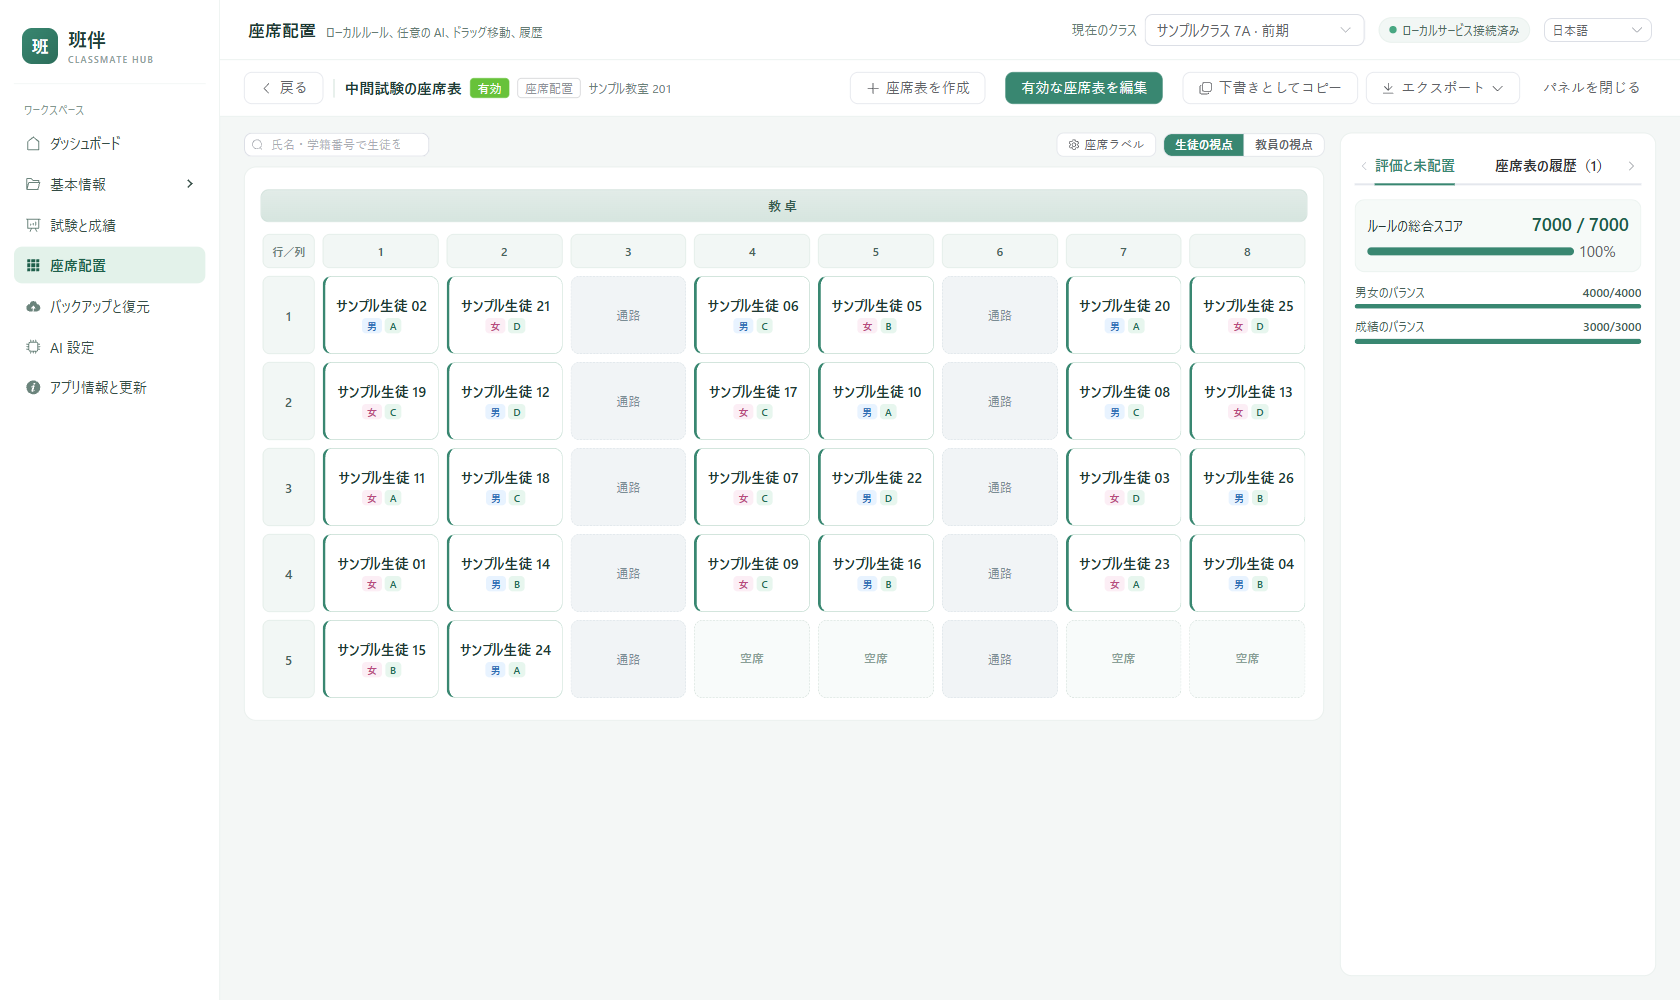 班
班伴
CLASSMATE HUB
ワークスペース
ダッシュボード
基本情報
試験と成績
座席配置
バックアップと復元
AI 設定
アプリ情報と更新
座席配置 ローカルルール、任意の AI、ドラッグ移動、履歴
現在のクラス サンプルクラス 7A · 前期 ローカルサービス接続済み 日本語
戻る 中間試験の座席表 有効 座席配置 サンプル教室 201
座席表を作成 有効な座席表を編集 下書きとしてコピー エクスポート パネルを閉じる
氏名・学籍番号で生徒を
座席ラベル 生徒の視点 教員の視点
教 卓
行／列 1 2 3 4 5 6 7 8
1
サンプル生徒 02 サンプル生徒 21 通路 サンプル生徒 06 サンプル生徒 05 通路 サンプル生徒 20 サンプル生徒 25
男 A 女 D 男 C 女 B 男 A 女 D
2
サンプル生徒 19 サンプル生徒 12 通路 サンプル生徒 17 サンプル生徒 10 通路 サンプル生徒 08 サンプル生徒 13
女 C 男 D 女 C 男 A 男 C 女 D
3
サンプル生徒 11 サンプル生徒 18 通路 サンプル生徒 07 サンプル生徒 22 通路 サンプル生徒 03 サンプル生徒 26
女 A 男 C 女 C 男 D 女 D 男 B
4
サンプル生徒 01 サンプル生徒 14 通路 サンプル生徒 09 サンプル生徒 16 通路 サンプル生徒 23 サンプル生徒 04
女 A 男 B 女 C 男 B 女 A 男 B
5
サンプル生徒 15 サンプル生徒 24 通路 空席 空席 通路 空席 空席
女 B 男 A
評価と未配置 座席表の履歴（1）
ルールの総合スコア 7000 / 7000
100%
男女のバランス 4000/4000
成績のバランス 3000/3000